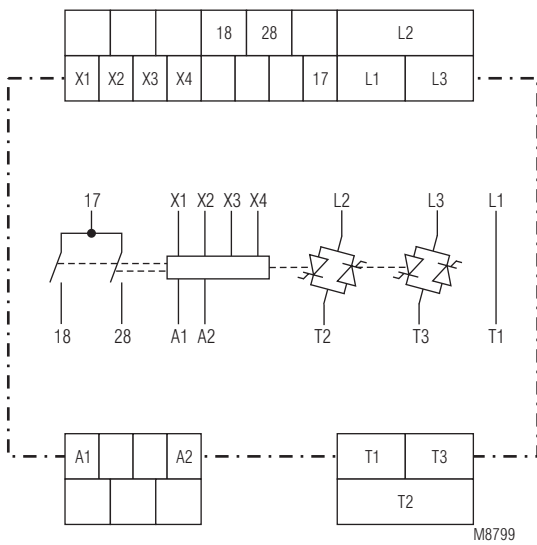 18 28 L2
X1 X2 X3 X4 17 L1 L3
17 X1 X2 X3 X4 L2 L3 L1
18 28 A1 A2 T2 T3 T1
A1 A2 T1 T3
T2
M8799